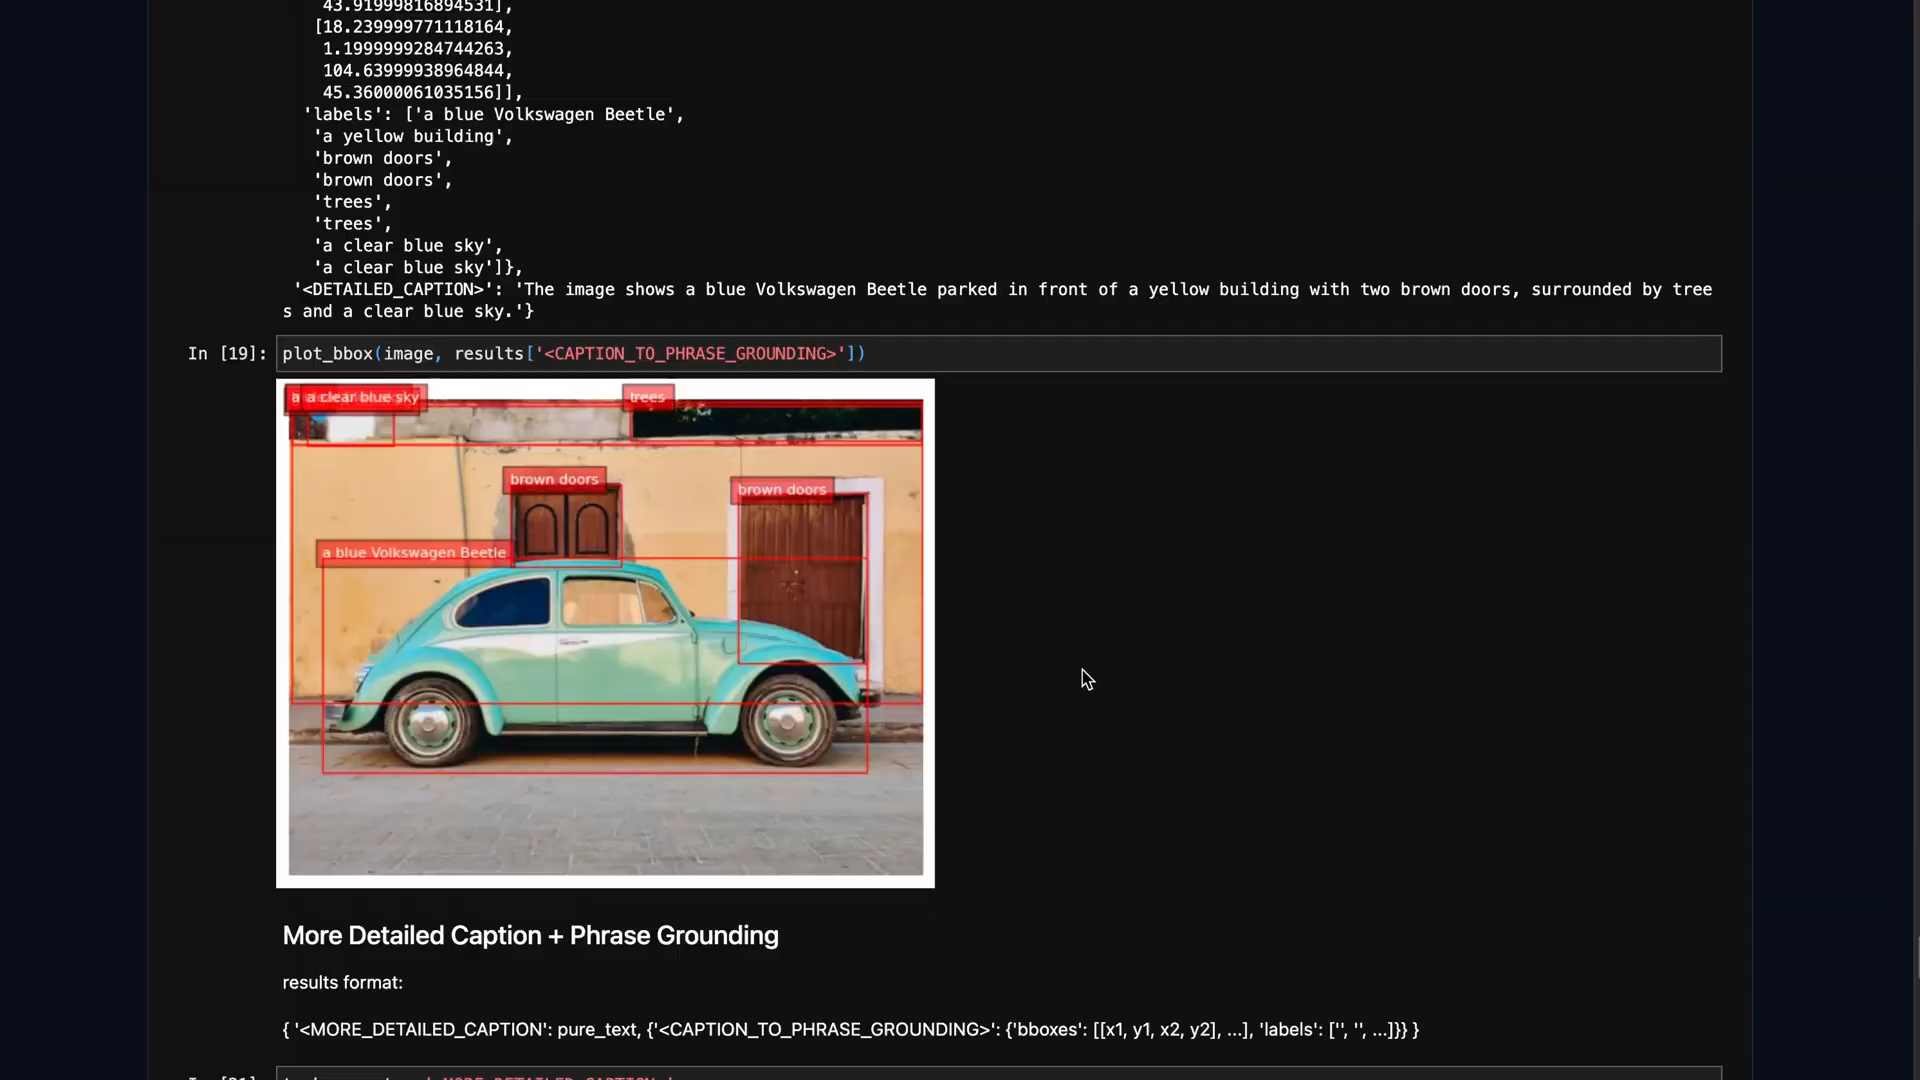 43.91999816894531],
[18.239999771118164,
1.1999999284744263,
104.63999938964844,
45.36000061035156]],
'labels': ['a blue Volkswagen Beetle',
'a yellow building',
'brown doors',
'brown doors',
'trees',
'trees',
'a clear blue sky',
'a clear blue sky']},
'<DETAILED_CAPTION>': 'The image shows a blue Volkswagen Beetle parked in front of a yellow building with two brown doors, surrounded by tree
s and a clear blue sky.'}
In [19]: plot_bbox(image, results['<CAPTION_TO_PHRASE_GROUNDING>'])
a a clear blue sky
trees
brown doors
brown doors
a blue Volkswagen Beetle
More Detailed Caption + Phrase Grounding
results format:
{ '<MORE_DETAILED_CAPTION': pure_text, {'<CAPTION_TO_PHRASE_GROUNDING>': {'bboxes': [[x1, y1, x2, y2], ...], 'labels': ['', '', ...]}} }